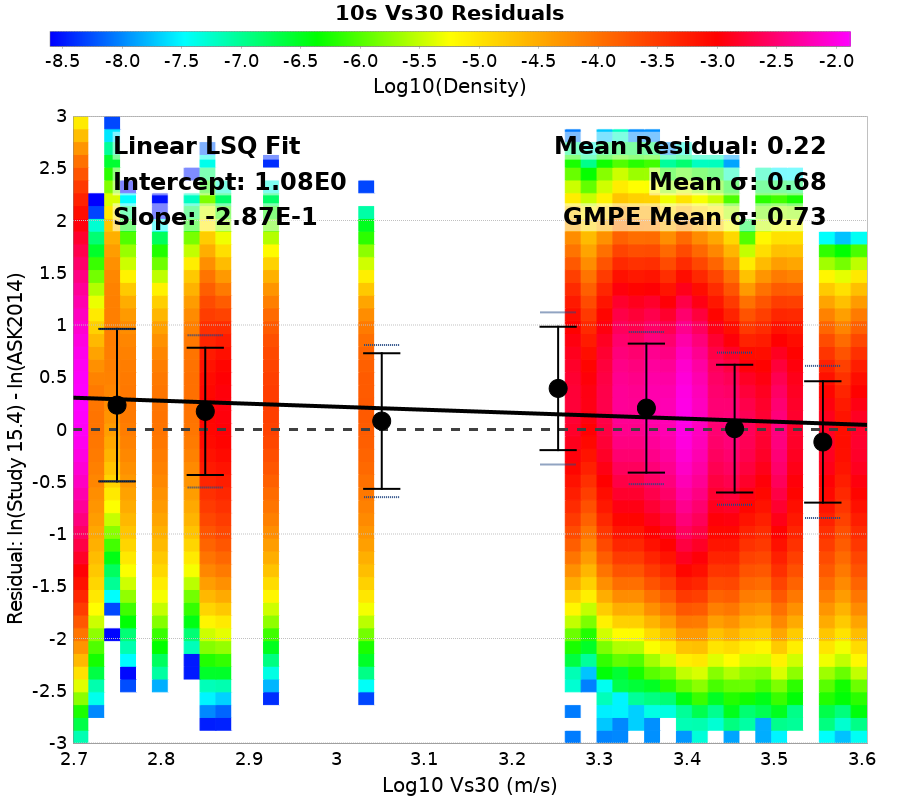 10s Vs30 Residuals
-8.5 -8.0 -7.5 -7.0 -6.5 -6.0 -5.5 -5.0 -4.5 -4.0 -3.5 -3.0 -2.5 -2.0
Log10(Density)
Linear LSQ Fit
Intercept: 1.08E0
Slope: -2.87E-1
Mean Residual: 0.22
Mean σ: 0.68
GMPE Mean σ: 0.73
Residual: ln(Study 15.4) - ln(ASK2014)
3
2.5
2
1.5
1
0.5
0
-0.5
-1
-1.5
-2
-2.5
-3
2.7 2.8 2.9 3 3.1 3.2 3.3 3.4 3.5 3.6
Log10 Vs30 (m/s)